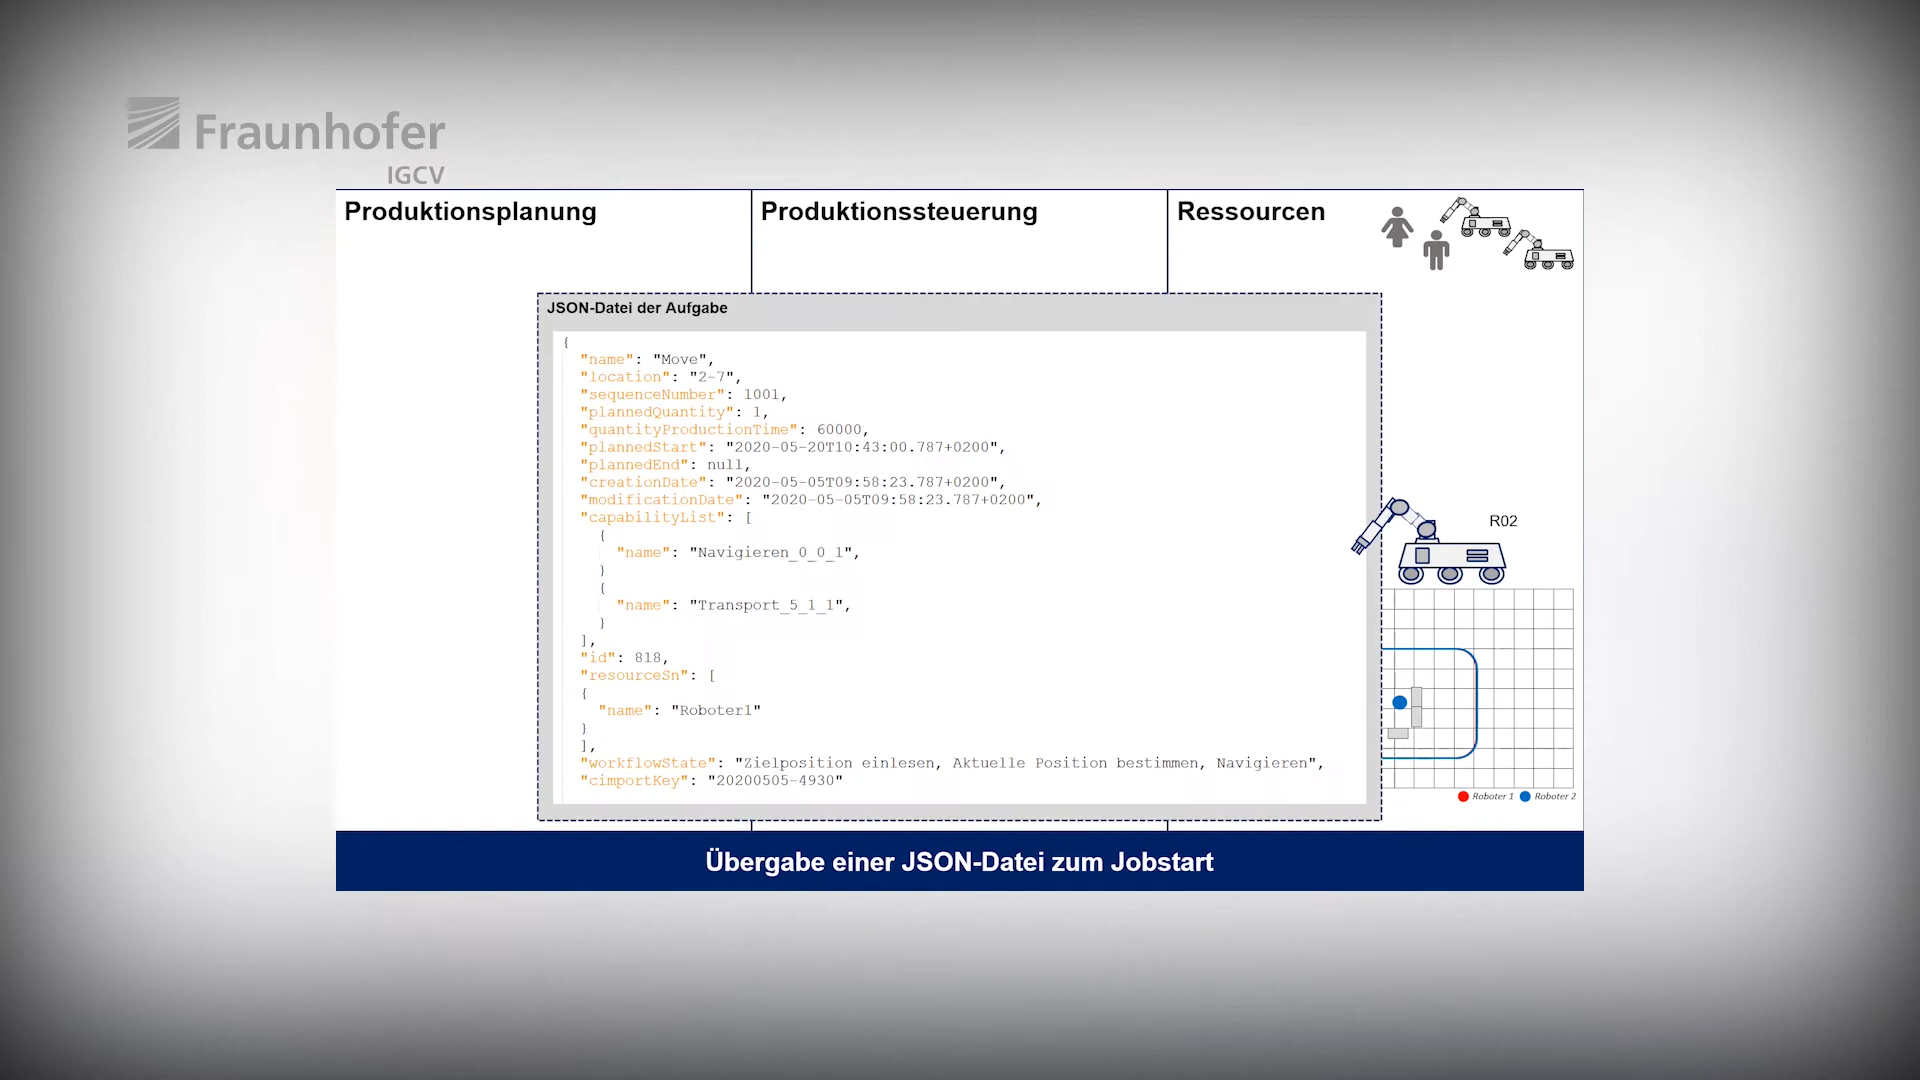 Fraunhofer
IGCV
Produktionsplanung
Produktionssteuerung
Ressourcen
JSON-Datei der Aufgabe
{
"name": "Move",
"location": "2-7",
"sequenceNumber": 1001,
"plannedQuantity": 1,
"quantityProductionTime": 60000,
"plannedStart": "2020-05-20T10:43:00.787+0200",
"plannedEnd": null,
"creationDate": "2020-05-05T09:58:23.787+0200",
"modificationDate": "2020-05-05T09:58:23.787+0200",
"capabilityList": [
{
"name": "Navigieren_0_0_1",
}
{
"name": "Transport_5_1_1",
}
],
"id": 818,
"resourceSn": [
{
"name": "Roboter1"
}
],
"workflowState": "Zielposition einlesen, Aktuelle Position bestimmen, Navigieren",
"cimportKey": "20200505-4930"
R02
Roboter 1 Roboter 2
Übergabe einer JSON-Datei zum Jobstart